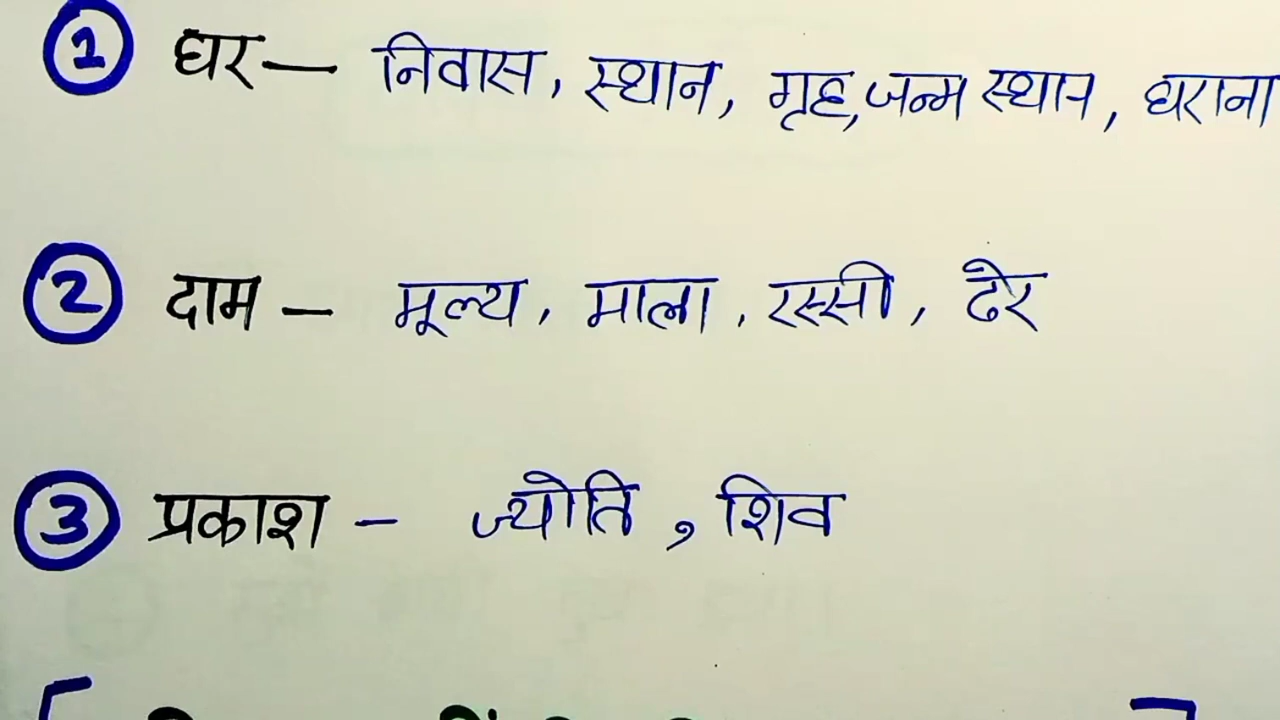 1 घर — निवास, स्थान, गृह, जन्म स्थान, घराना
2 दाम — मूल्य, माला, रस्सी, ढेर
3 प्रकाश - ज्योति, शिव